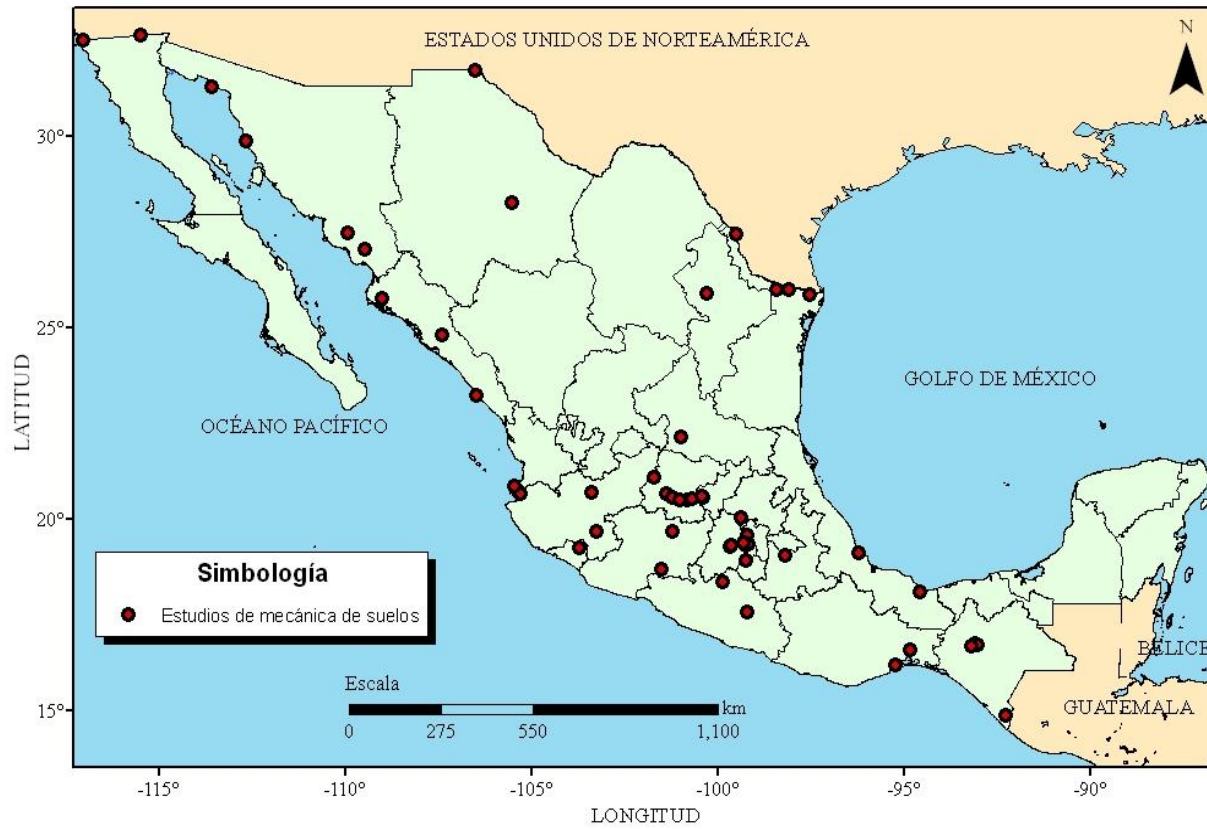 ESTADOS UNIDOS DE NORTEAMÉRICA
N
30°
25°
20°
15°
LATITUD
GOLFO DE MÉXICO
OCÉANO PACÍFICO
Simbología
Estudios de mecánica de suelos
BELICE
GUATEMALA
Escala
km
0 275 550 1,100
-115° -110° -105° -100° -95° -90°
LONGITUD